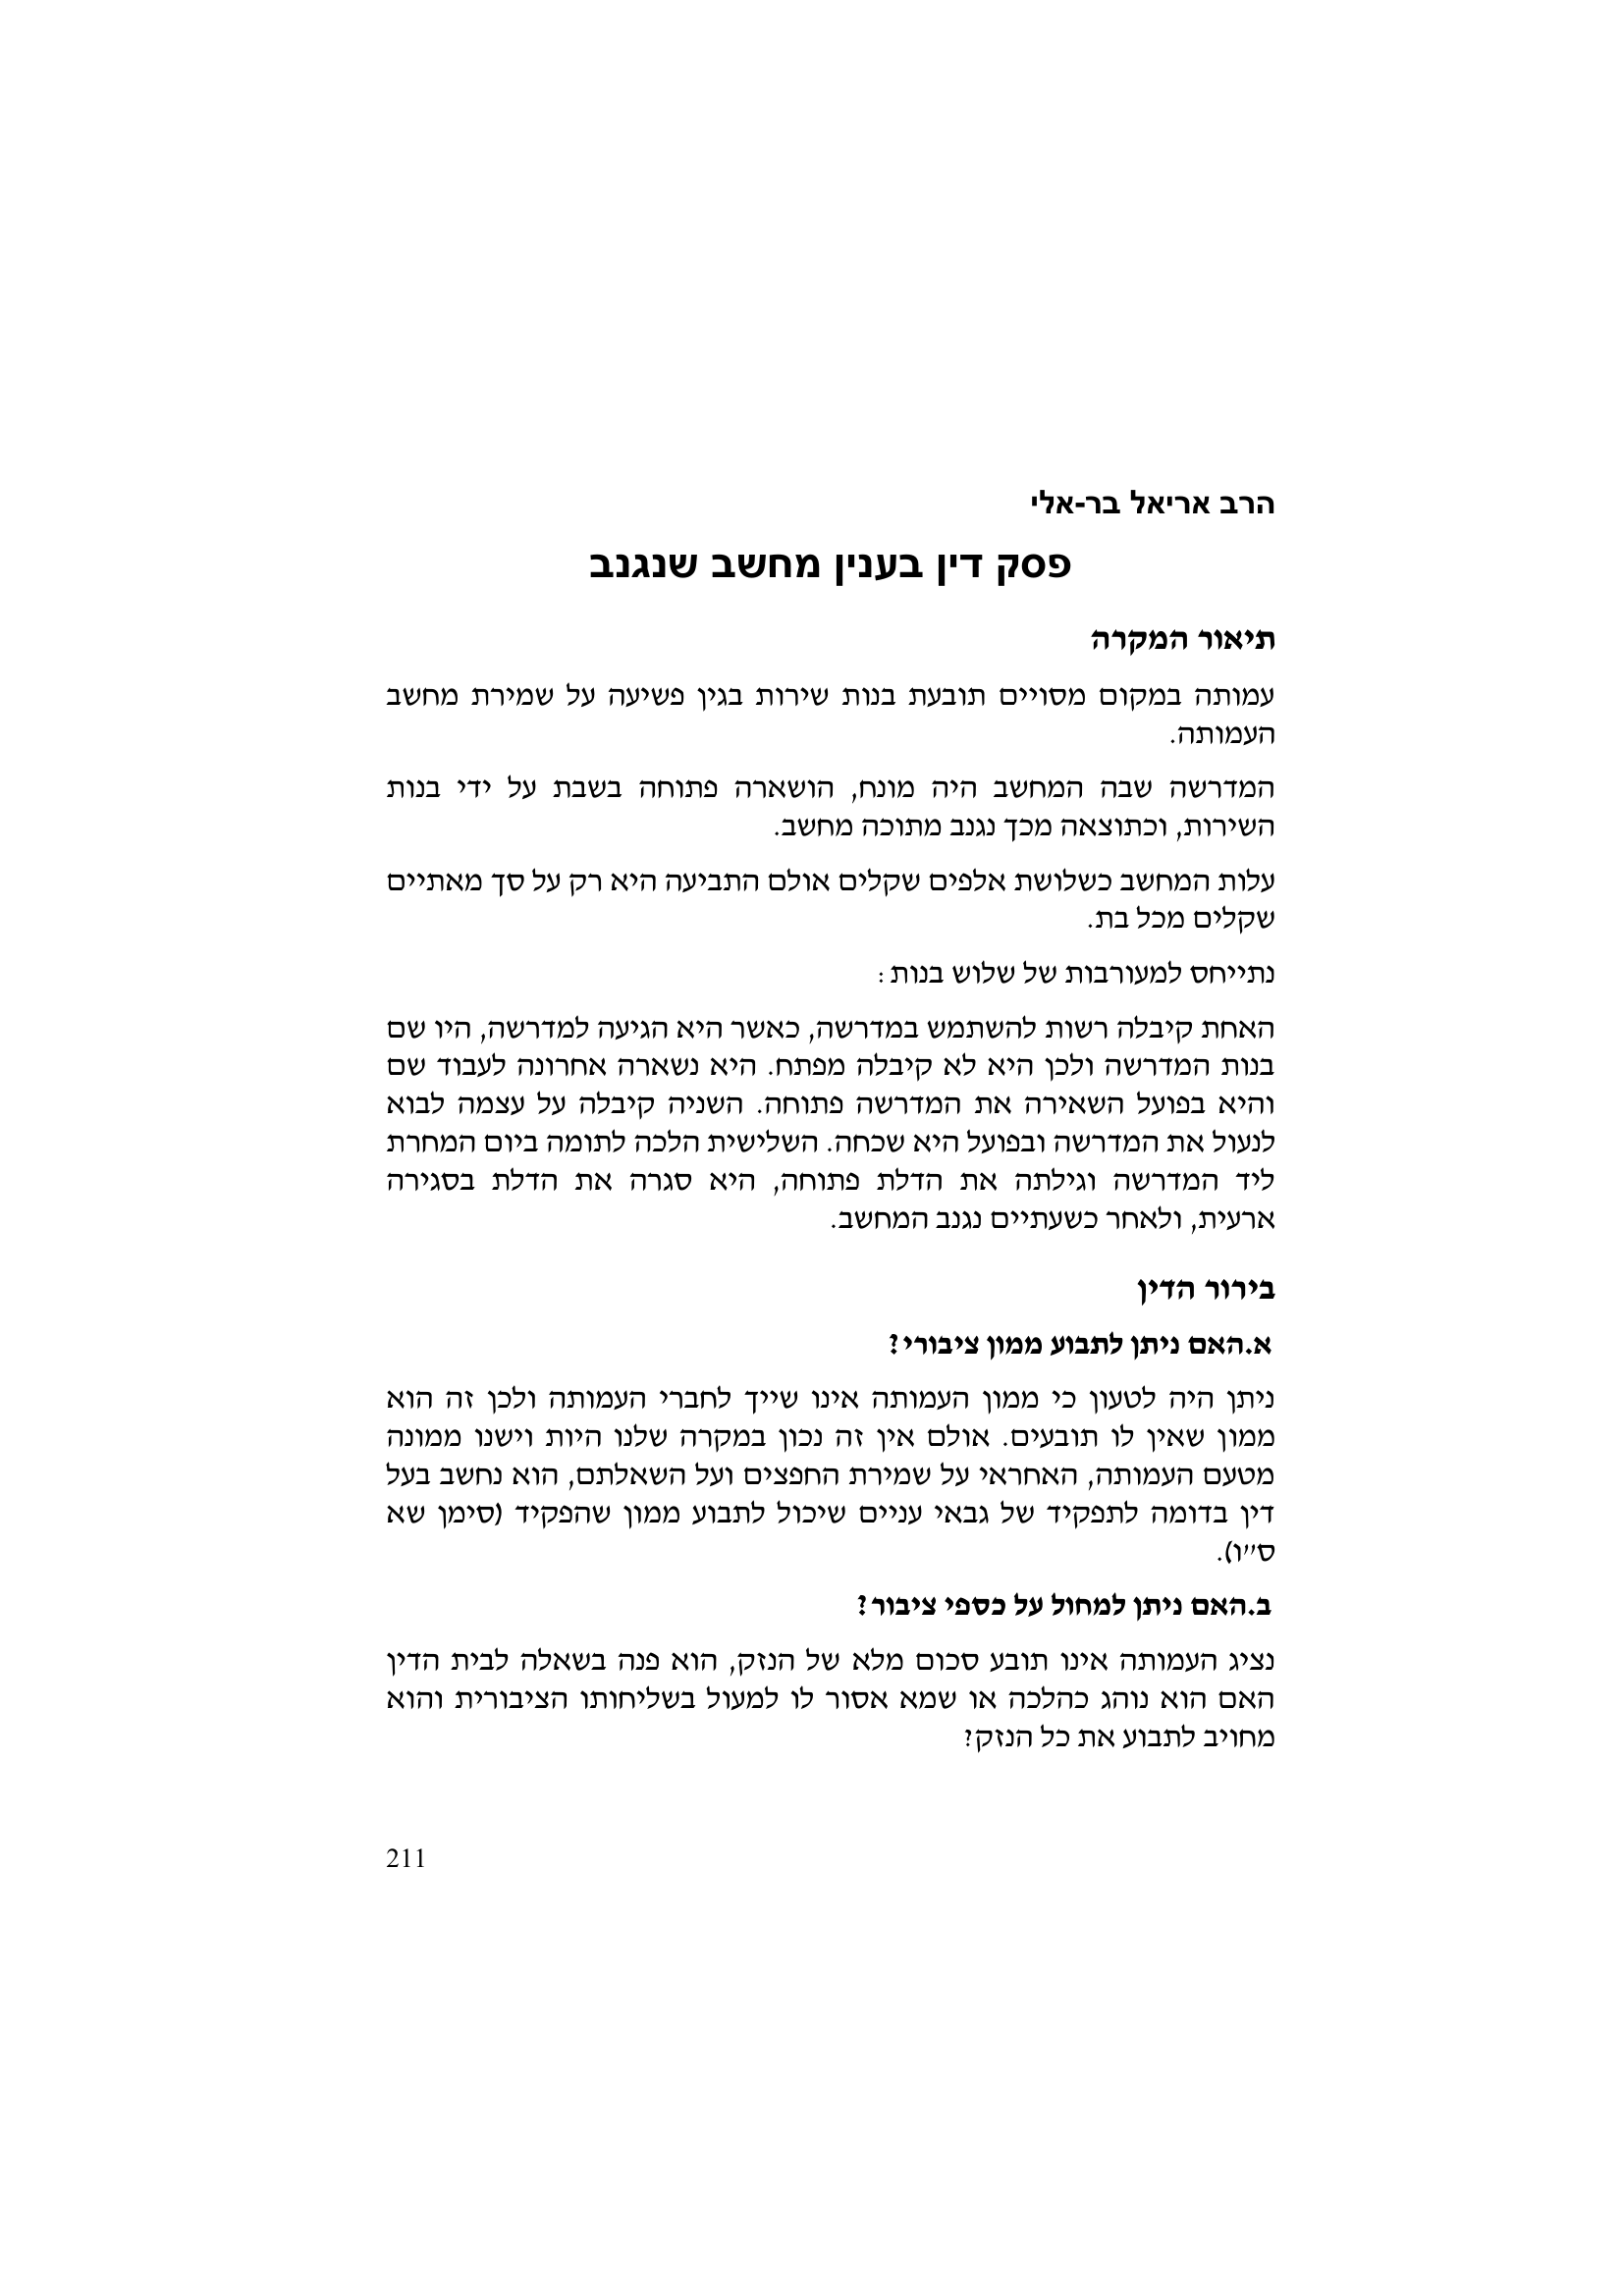 הרב אריאל בר-אלי
פסק דין בענין מחשב שנגנב
תיאור המקרה
עמותה במקום מסויים תובעת בנות שירות בגין פשיעה על שמירת מחשב
העמותה.
המדרשה שבה המחשב היה מונח, הושארה פתוחה בשבת על ידי בנות
השירות, וכתוצאה מכך נגנב מתוכה מחשב.
עלות המחשב כשלושת אלפים שקלים אולם התביעה היא רק על סך מאתיים
שקלים מכל בת.
נתייחס למעורבות של שלוש בנות:
האחת קיבלה רשות להשתמש במדרשה, כאשר היא הגיעה למדרשה, היו שם
בנות המדרשה ולכן היא לא קיבלה מפתח. היא נשארה אחרונה לעבוד שם
והיא בפועל השאירה את המדרשה פתוחה. השניה קיבלה על עצמה לבוא
לנעול את המדרשה ובפועל היא שכחה. השלישית הלכה לתומה ביום המחרת
ליד המדרשה וגילתה את הדלת פתוחה, היא סגרה את הדלת בסגירה
ארעית, ולאחר כשעתיים נגנב המחשב.
בירור הדין
א.האם ניתן לתבוע ממון ציבורי?
ניתן היה לטעון כי ממון העמותה אינו שייך לחברי העמותה ולכן זה הוא
ממון שאין לו תובעים. אולם אין זה נכון במקרה שלנו היות וישנו ממונה
מטעם העמותה, האחראי על שמירת החפצים ועל השאלתם, הוא נחשב בעל
דין בדומה לתפקיד של גבאי עניים שיכול לתבוע ממון שהפקיד (סימן שא
ס״ו).
ב.האם ניתן למחול על כספי ציבור?
נציג העמותה אינו תובע סכום מלא של הנזק, הוא פנה בשאלה לבית הדין
האם הוא נוהג כהלכה או שמא אסור לו למעול בשליחותו הציבורית והוא
מחויב לתבוע את כל הנזק?
211